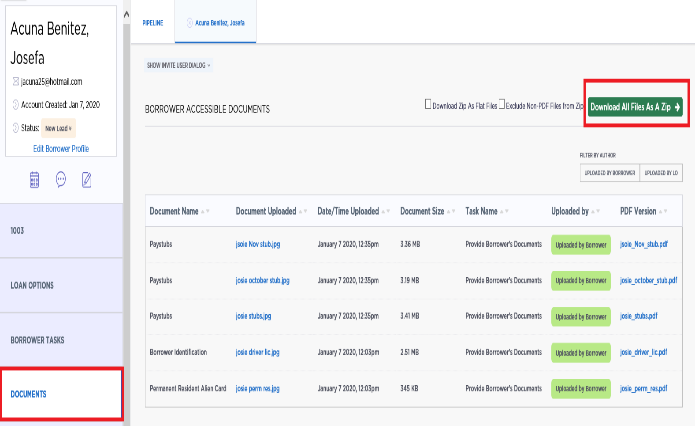 Acuna Benitez,
Josefa
jacuna25@hotmail.com
Account Created: Jan 7, 2020
Status: New Lead
Edit Borrower Profile
1003
LOAN OPTIONS
BORROWER TASKS
DOCUMENTS
PIPELINE Acuna Benitez, Josefa
SHOW INVITE USER DIALOG
BORROWER ACCESSIBLE DOCUMENTS Download Zip As Flat Files Exclude Non-PDF Files from Zip Download All Files As A Zip
FILTER BY AUTHOR
UPLOADED BY BORROWER UPLOADED BY LO
Document Name Document Uploaded Date/Time Uploaded Document Size Task Name Uploaded by PDF Version
Paystubs jsoie Nov stub.jpg January 7 2020, 12:35pm 3.36 MB Provide Borrower's Documents Uploaded by Borrower jsoie_Nov_stub.pdf
Paystubs josie october stub.jpg January 7 2020, 12:35pm 3.19 MB Provide Borrower's Documents Uploaded by Borrower josie_october_stub.pdf
Paystubs josie stubs.jpg January 7 2020, 12:35pm 3.41 MB Provide Borrower's Documents Uploaded by Borrower josie_stubs.pdf
Borrower Identification josie driver lic.jpg January 7 2020, 12:03pm 2.51 MB Provide Borrower's Documents Uploaded by Borrower josie_driver_lic.pdf
Permanent Resident Alien Card josie perm res.jpg January 7 2020, 12:03pm 345 KB Provide Borrower's Documents Uploaded by Borrower josie_perm_res.pdf